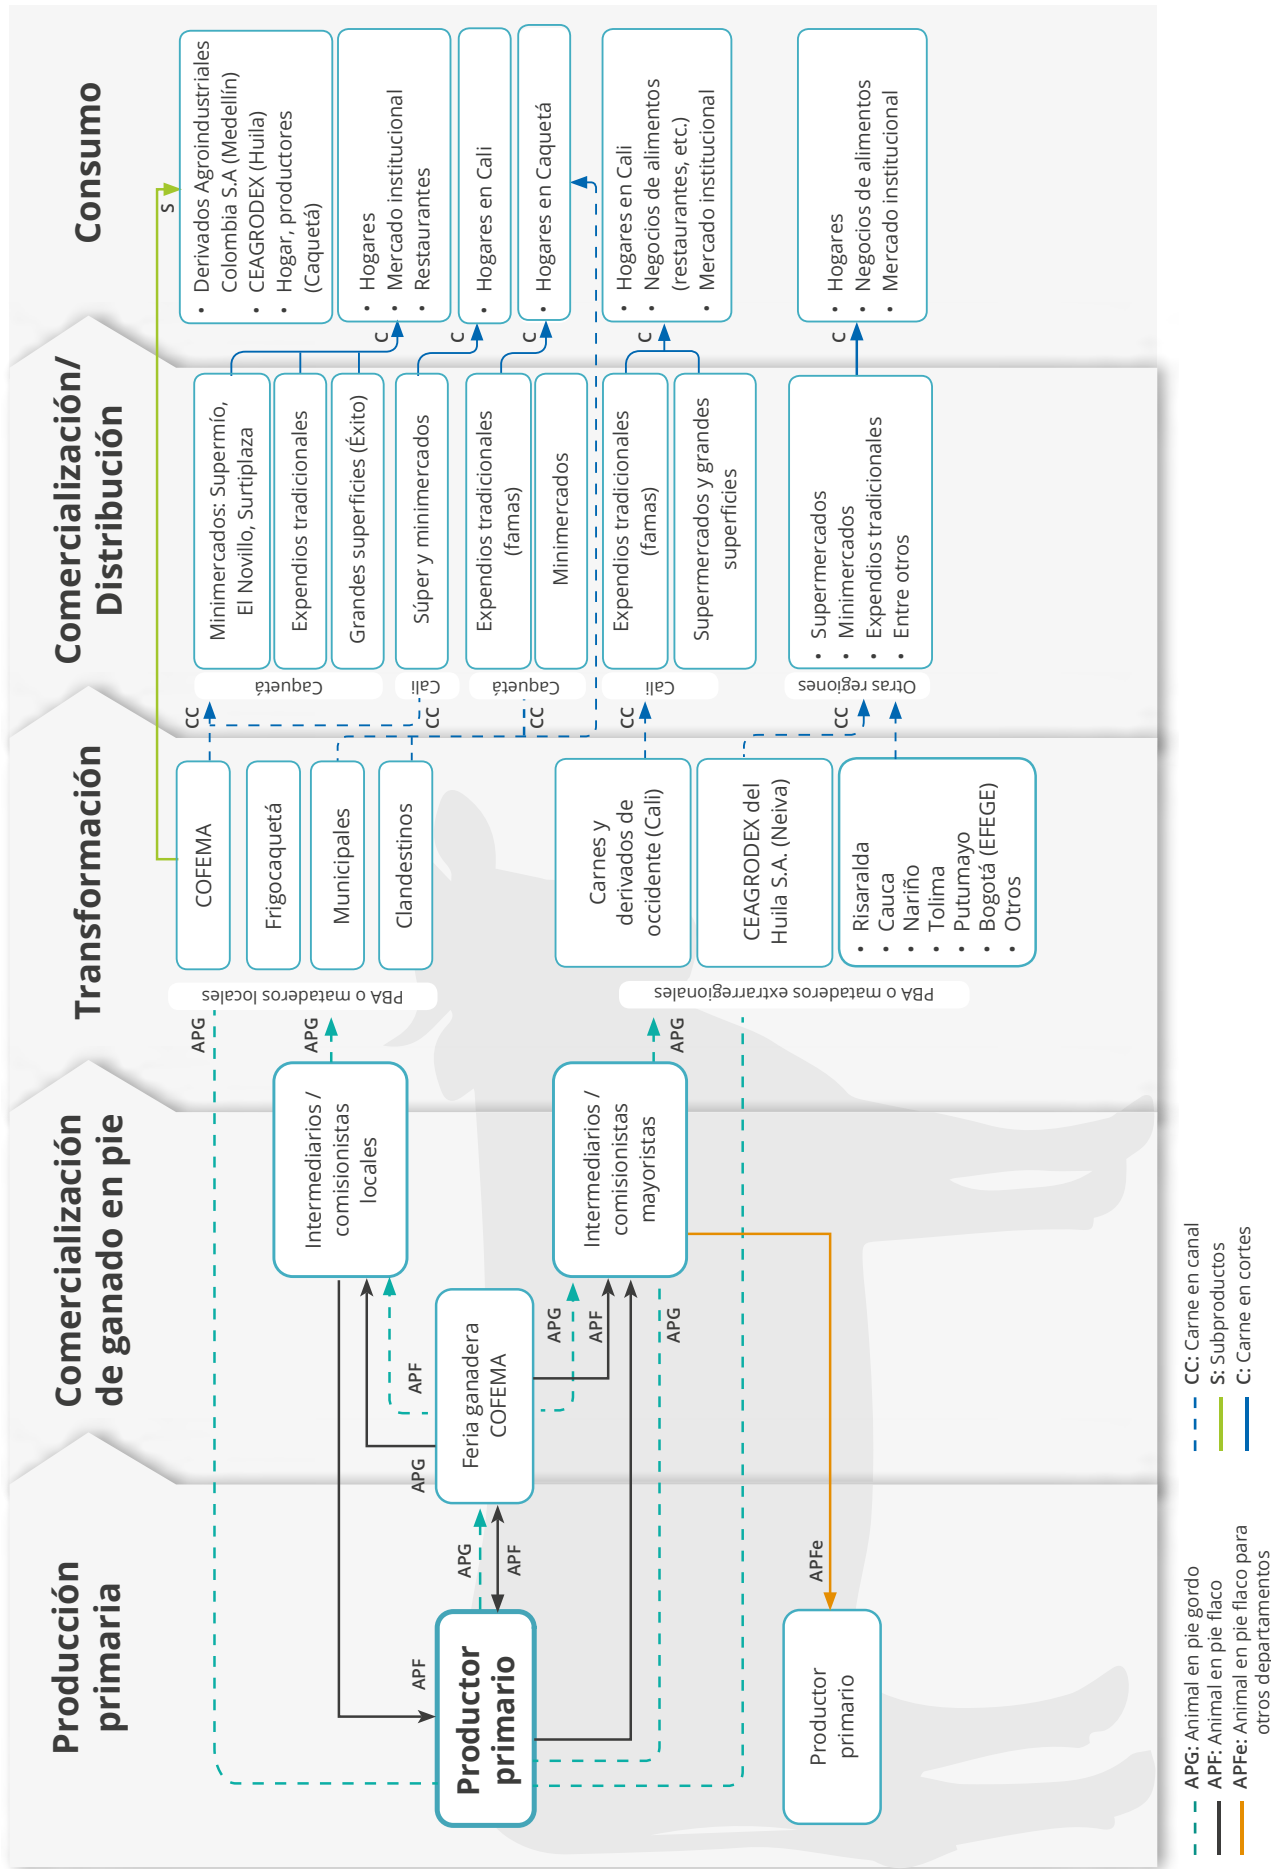 Producción
primaria
Comercialización
de ganado en pie
Transformación
Comercialización/
Distribución
Consumo
Productor
primario
Productor
primario
APF
APG
APF
APFe
Feria ganadera
COFEMA
APG
APF
APG
APF
APG
Intermediarios /
comisionistas
locales
Intermediarios /
comisionistas
mayoristas
APG
APG
APG
PBA o mataderos locales
COFEMA
Frigocaquetá
Municipales
Clandestinos
PBA o mataderos extrarregionales
Carnes y
derivados de
occidente (Cali)
CEAGRODEX del
Huila S.A. (Neiva)
• Risaralda
• Cauca
• Nariño
• Tolima
• Putumayo
• Bogotá (EFEGE)
• Otros
CC
CC
CC
CC
CC
Caquetá
Minimercados: Supermío,
El Novillo, Surtiplaza
Expendios tradicionales
Grandes superficies (Éxito)
Cali
Súper y minimercados
Caquetá
Expendios tradicionales
(famas)
Minimercados
Cali
Expendios tradicionales
(famas)
Supermercados y grandes
superficies
Otras regiones
• Supermercados
• Minimercados
• Expendios tradicionales
• Entre otros
S
C
C
C
C
C
• Derivados Agroindustriales
Colombia S.A (Medellín)
• CEAGRODEX (Huila)
• Hogar, productores
(Caquetá)
• Hogares
• Mercado institucional
• Restaurantes
• Hogares en Cali
• Hogares en Caquetá
• Hogares en Cali
• Negocios de alimentos
(restaurantes, etc.)
• Mercado institucional
• Hogares
• Negocios de alimentos
• Mercado institucional
APG: Animal en pie gordo
APF: Animal en pie flaco
APFe: Animal en pie flaco para
otros departamentos
CC: Carne en canal
S: Subproductos
C: Carne en cortes